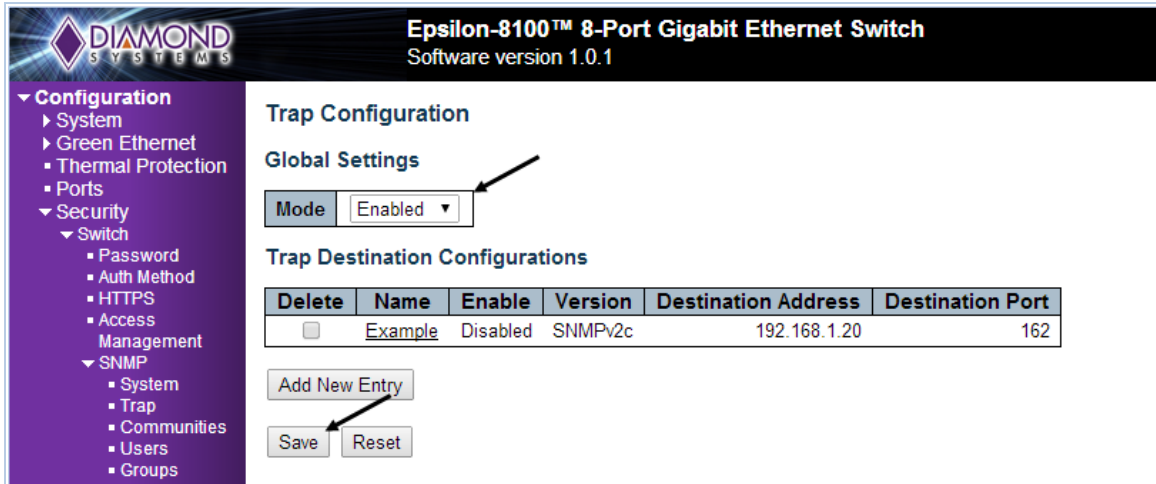 DIAMOND
SYSTEMS
Epsilon-8100™ 8-Port Gigabit Ethernet Switch
Software version 1.0.1
Configuration
System
Green Ethernet
Thermal Protection
Ports
Security
Switch
Password
Auth Method
HTTPS
Access
Management
SNMP
System
Trap
Communities
Users
Groups
Trap Configuration
Global Settings
Mode Enabled
Trap Destination Configurations
Delete Name Enable Version Destination Address Destination Port
Example Disabled SNMPv2c 192.168.1.20 162
Add New Entry
Save Reset